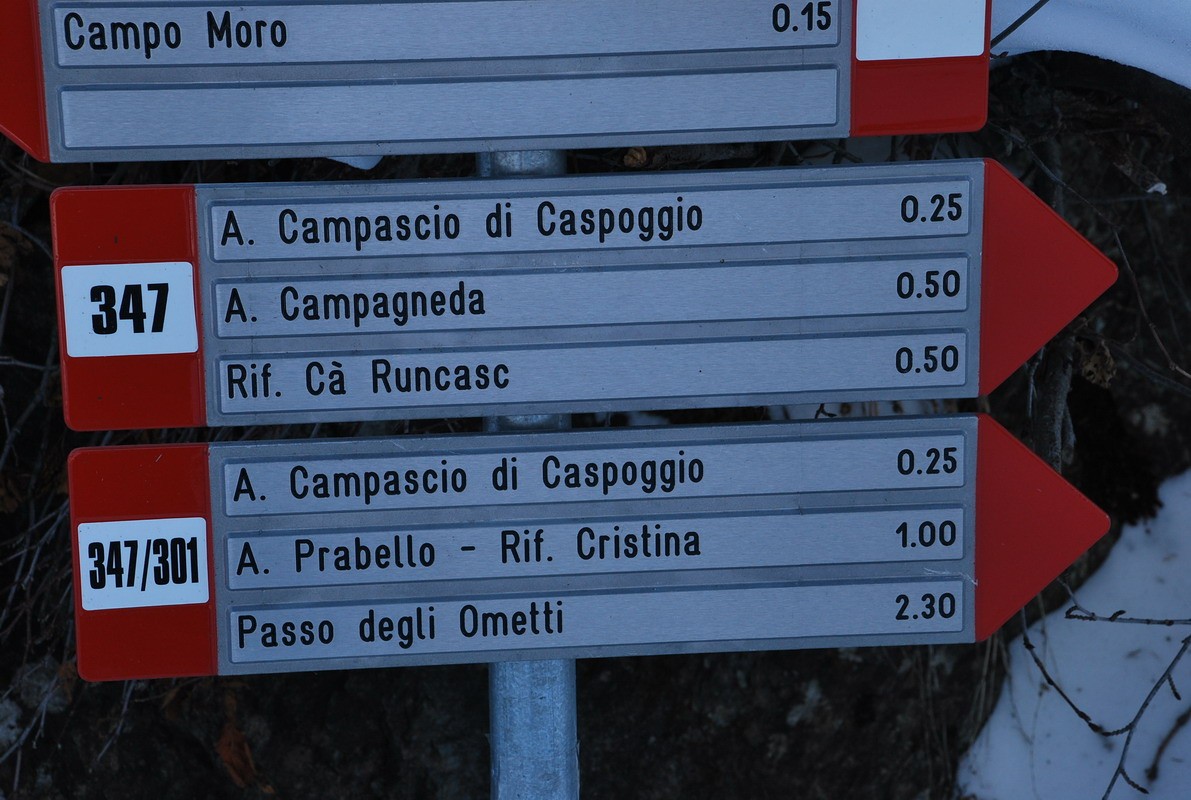 Campo Moro 0.15
A. Campascio di Caspoggio 0.25
347
A. Campagneda 0.50
Rif. Cà Runcasc 0.50
A. Campascio di Caspoggio 0.25
347/301
A. Prabello - Rif. Cristina 1.00
Passo degli Ometti 2.30